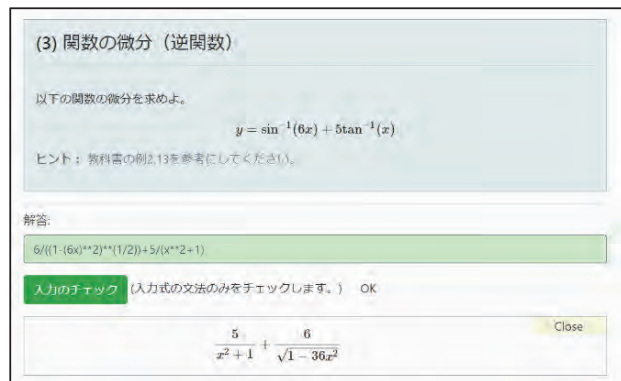 (3) 関数の微分（逆関数）
以下の関数の微分を求めよ。
y = sin⁻¹(6x) + 5tan⁻¹(x)
ヒント： 教科書の例2.13を参考にしてください。
解答:
6/((1-(6x)**2)**(1/2))+5/(x**2+1)
入力のチェック (入力式の文法のみをチェックします。) OK
Close
5/(x² + 1) + 6/√(1 − 36x²)